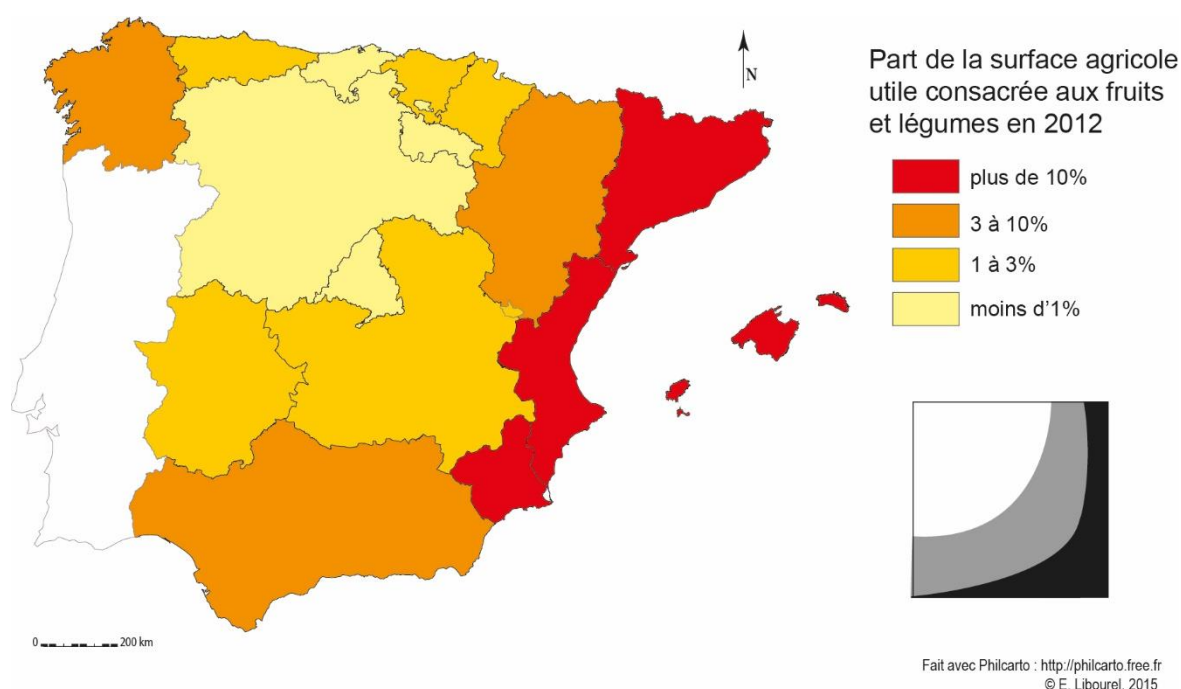 N
Part de la surface agricole
utile consacrée aux fruits
et légumes en 2012
plus de 10%
3 à 10%
1 à 3%
moins d'1%
0 200 km
Fait avec Philcarto : http://philcarto.free.fr
© E. Libourel, 2015